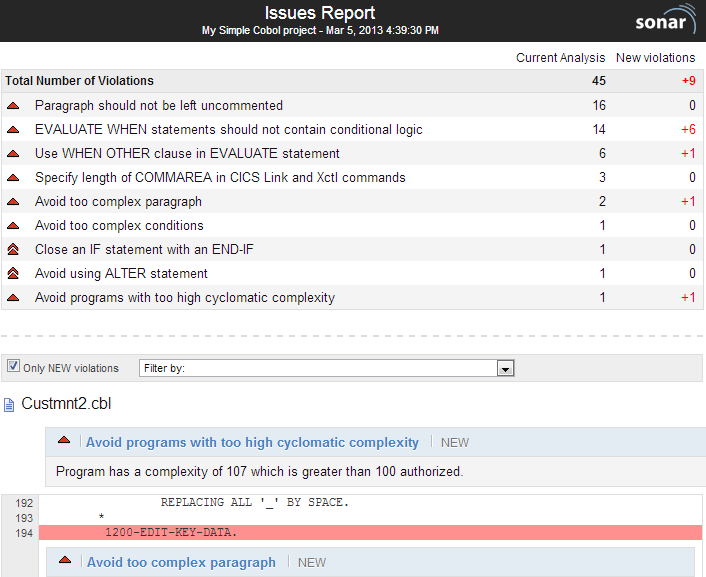 Issues Report
My Simple Cobol project - Mar 5, 2013 4:39:30 PM
sonar
Current Analysis New violations
Total Number of Violations 45 +9
Paragraph should not be left uncommented 16 0
EVALUATE WHEN statements should not contain conditional logic 14 +6
Use WHEN OTHER clause in EVALUATE statement 6 +1
Specify length of COMMAREA in CICS Link and Xctl commands 3 0
Avoid too complex paragraph 2 +1
Avoid too complex conditions 1 0
Close an IF statement with an END-IF 1 0
Avoid using ALTER statement 1 0
Avoid programs with too high cyclomatic complexity 1 +1
Only NEW violations Filter by:
Custmnt2.cbl
Avoid programs with too high cyclomatic complexity NEW
Program has a complexity of 107 which is greater than 100 authorized.
192 REPLACING ALL '_' BY SPACE.
193 *
194 1200-EDIT-KEY-DATA.
Avoid too complex paragraph NEW